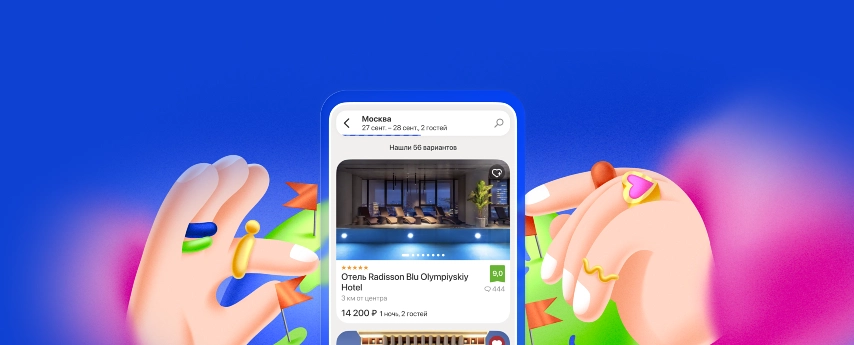 Москва
27 сент. – 28 сент., 2 гостей
Нашли 56 вариантов
Отель Radisson Blu Olympiyskiy
Hotel
9,0
444
3 км от центра
14 200 ₽ 1 ночь, 2 гостей